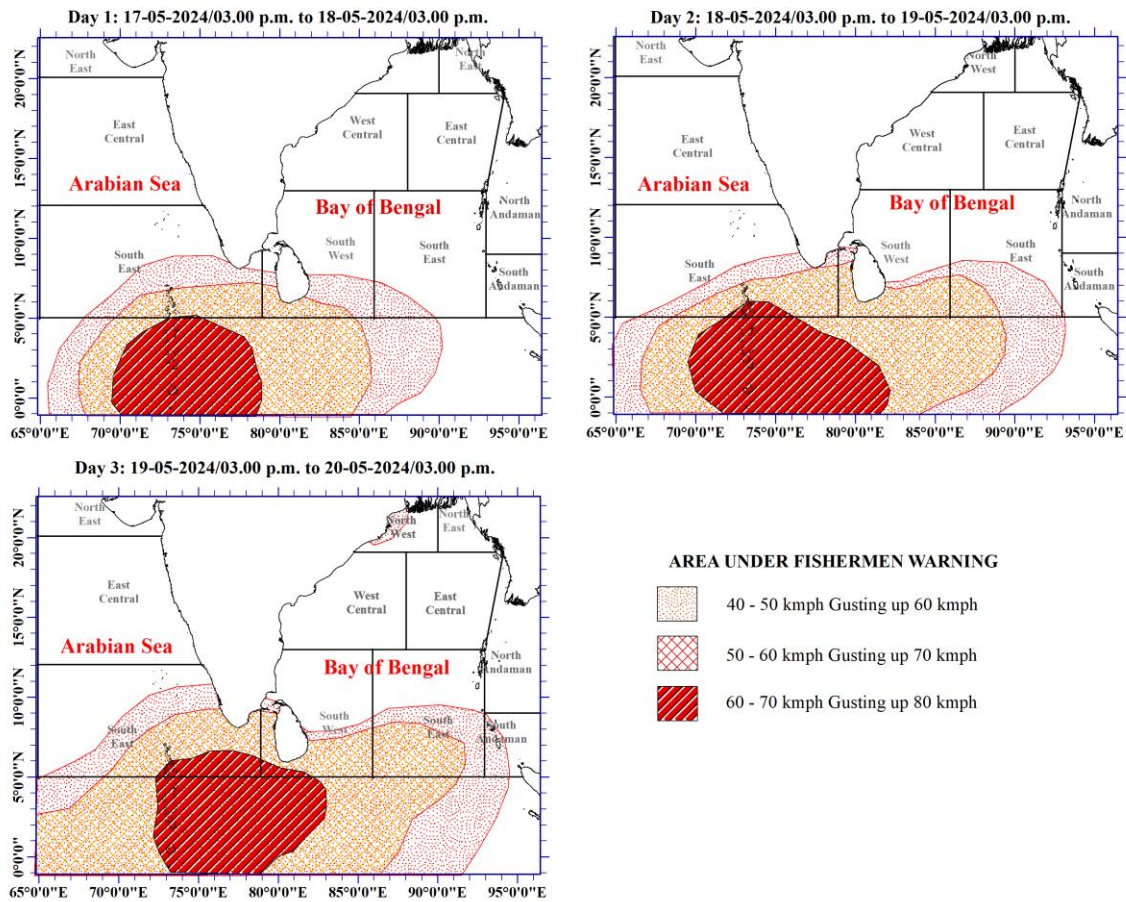 Day 1: 17-05-2024/03.00 p.m. to 18-05-2024/03.00 p.m.
North
East
North
East
East
Central
West
Central
East
Central
Arabian Sea
Bay of Bengal
North
Andaman
South
East
South
West
South
East
South
Andaman
20°0'0"N
15°0'0"N
10°0'0"N
5°0'0"N
0°0'0"
65°0'0"E 70°0'0"E 75°0'0"E 80°0'0"E 85°0'0"E 90°0'0"E 95°0'0"E
Day 2: 18-05-2024/03.00 p.m. to 19-05-2024/03.00 p.m.
North
East
North
West
East
Central
West
Central
East
Central
Arabian Sea
Bay of Bengal
North
Andaman
South
East
South
West
South
East
South
Andaman
20°0'0"N
15°0'0"N
10°0'0"N
5°0'0"N
0°0'0"
65°0'0"E 70°0'0"E 75°0'0"E 80°0'0"E 85°0'0"E 90°0'0"E 95°0'0"E
Day 3: 19-05-2024/03.00 p.m. to 20-05-2024/03.00 p.m.
North
East
North
West
North
East
East
Central
West
Central
East
Central
Arabian Sea
Bay of Bengal
North
Andaman
South
East
South
West
South
East
South
Andaman
20°0'0"N
15°0'0"N
10°0'0"N
5°0'0"N
0°0'0"
65°0'0"E 70°0'0"E 75°0'0"E 80°0'0"E 85°0'0"E 90°0'0"E 95°0'0"E
AREA UNDER FISHERMEN WARNING
40 - 50 kmph Gusting up 60 kmph
50 - 60 kmph Gusting up 70 kmph
60 - 70 kmph Gusting up 80 kmph